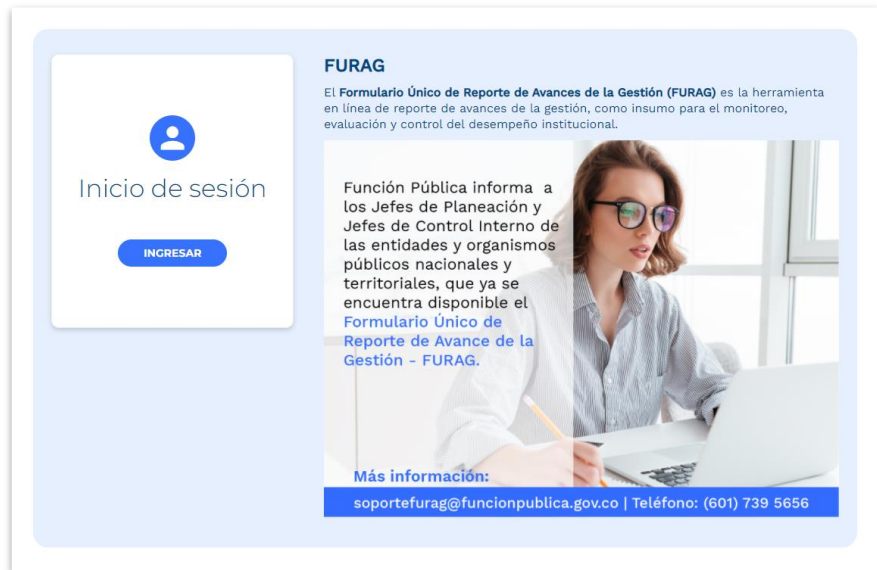 Inicio de sesión
INGRESAR
FURAG
El Formulario Único de Reporte de Avances de la Gestión (FURAG) es la herramienta
en línea de reporte de avances de la gestión, como insumo para el monitoreo,
evaluación y control del desempeño institucional.
Función Pública informa a
los Jefes de Planeación y
Jefes de Control Interno de
las entidades y organismos
públicos nacionales y
territoriales, que ya se
encuentra disponible el
Formulario Único de
Reporte de Avance de la
Gestión - FURAG.
Más información:
soportefurag@funcionpublica.gov.co | Teléfono: (601) 739 5656